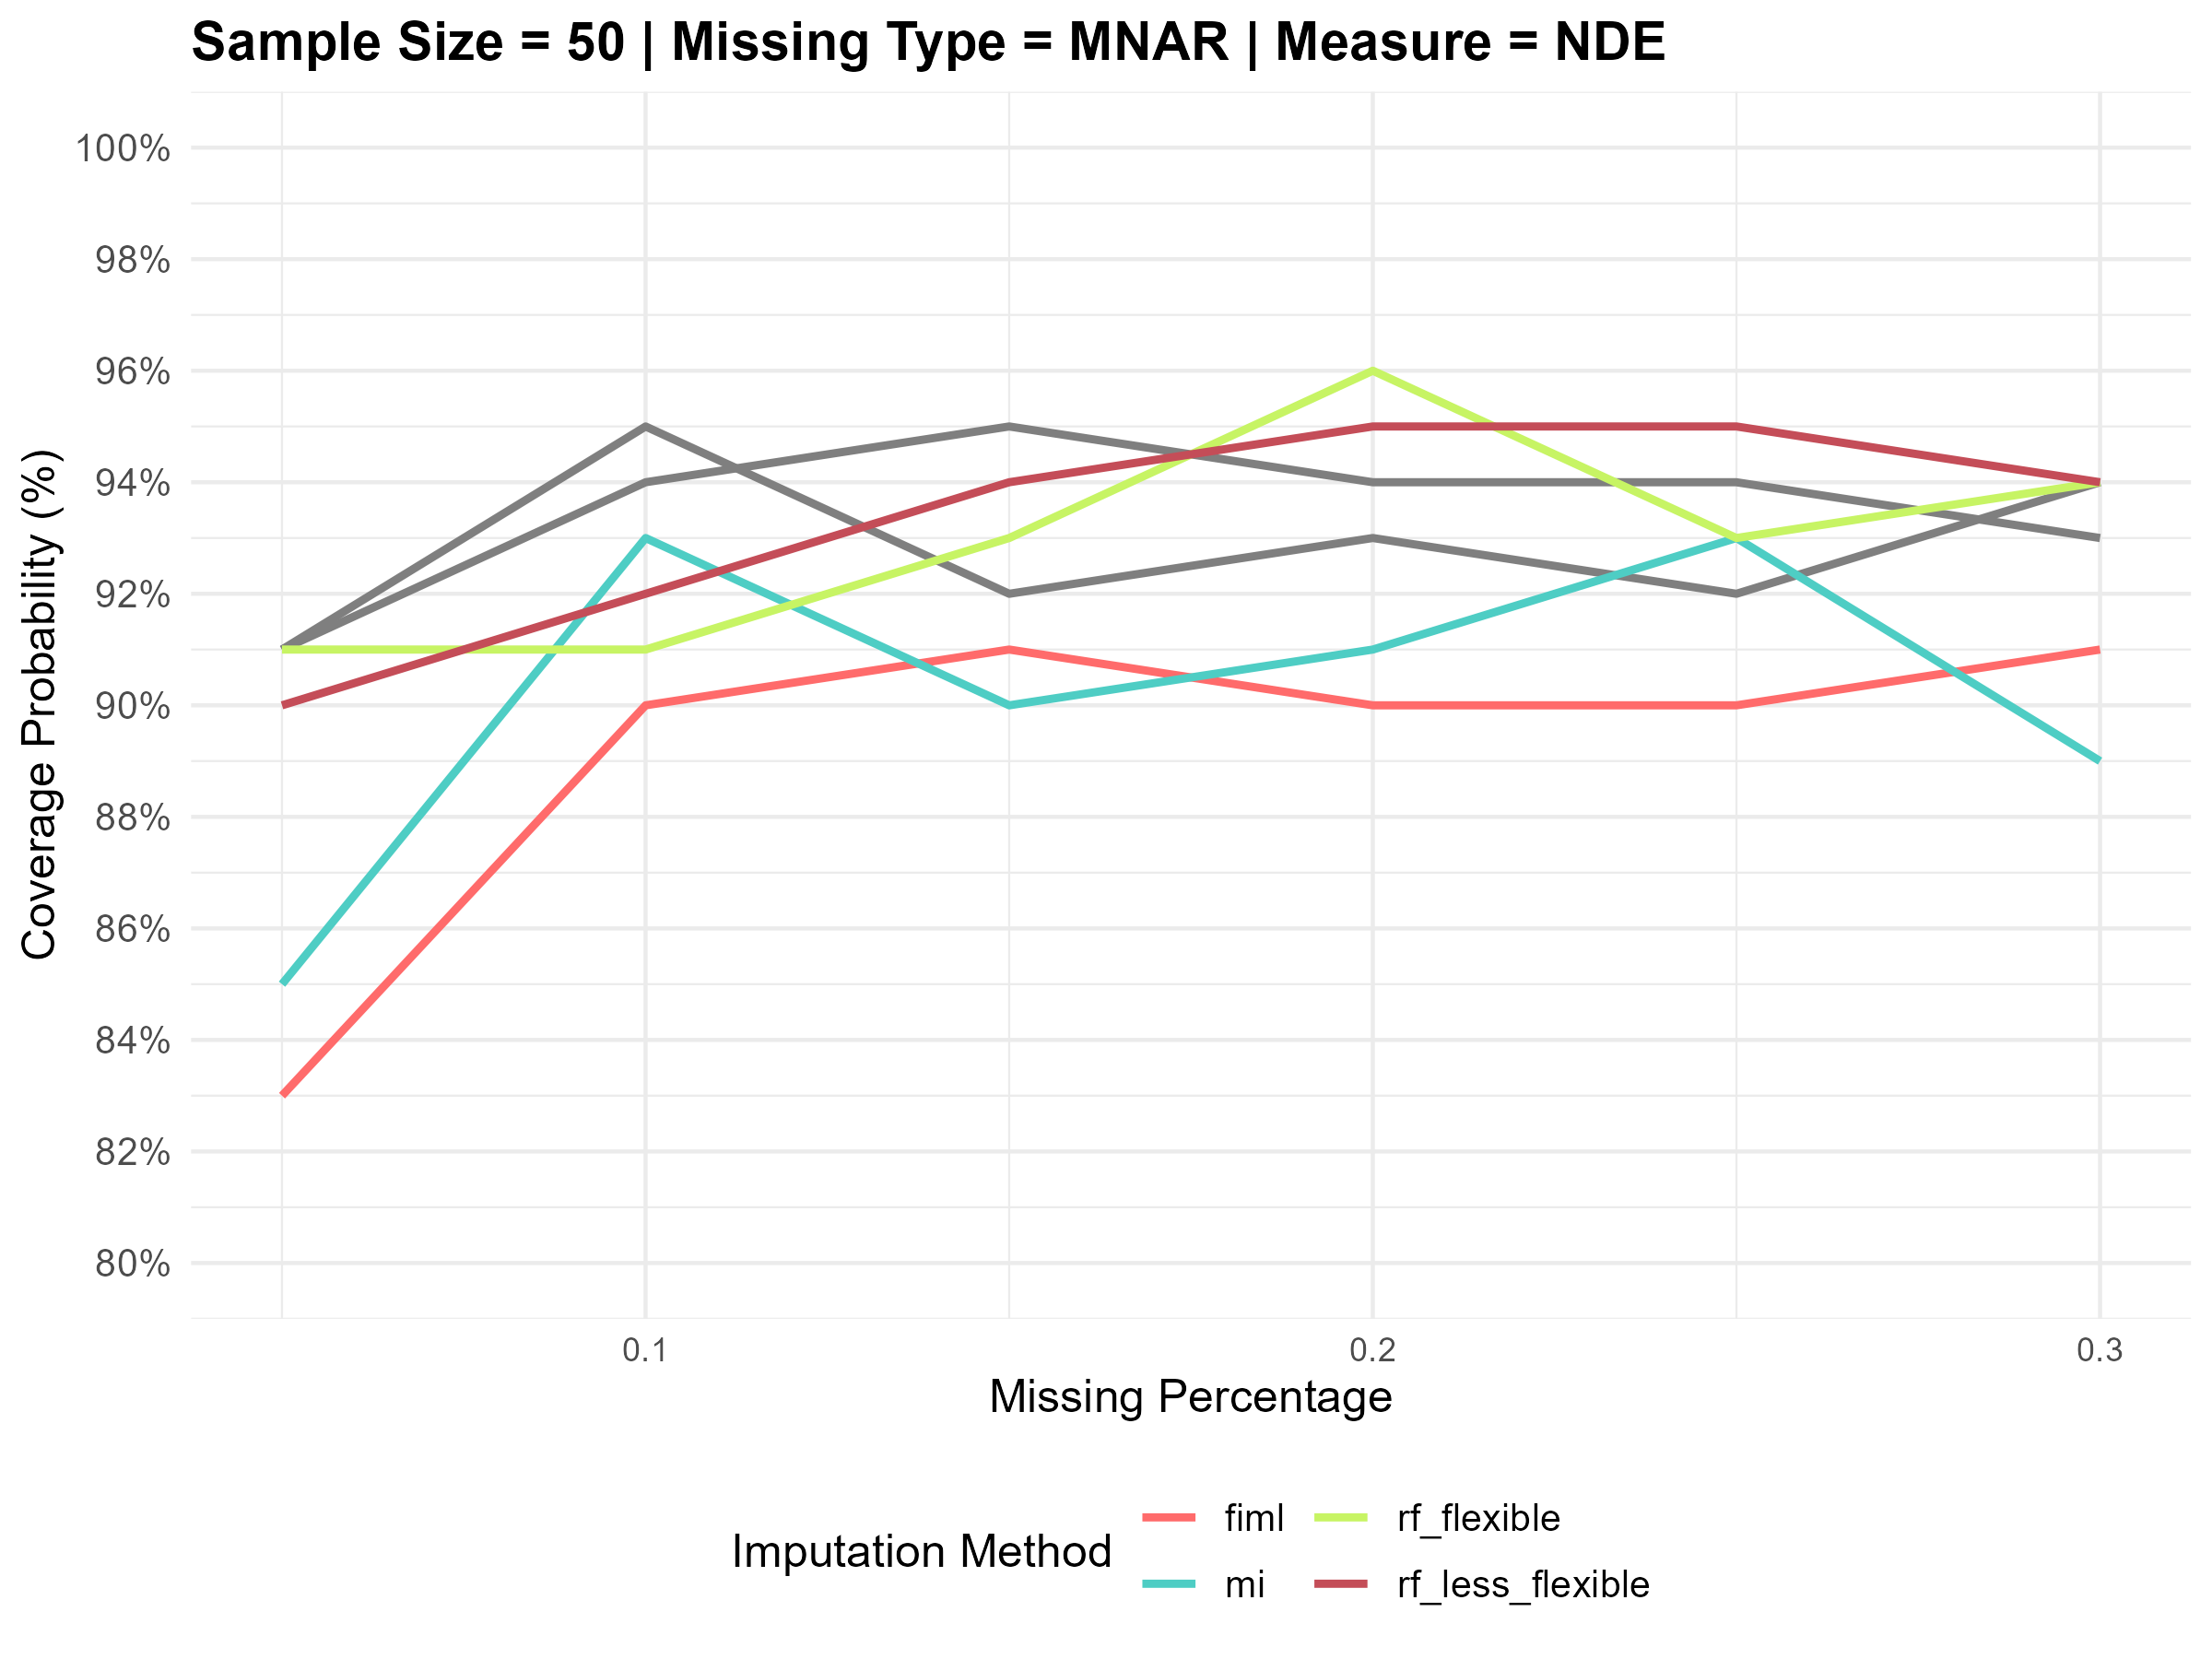 Sample Size = 50 | Missing Type = MNAR | Measure = NDE
Coverage Probability (%)
100%
98%
96%
94%
92%
90%
88%
86%
84%
82%
80%
0.1
0.2
0.3
Missing Percentage
Imputation Method
fiml
rf_flexible
mi
rf_less_flexible